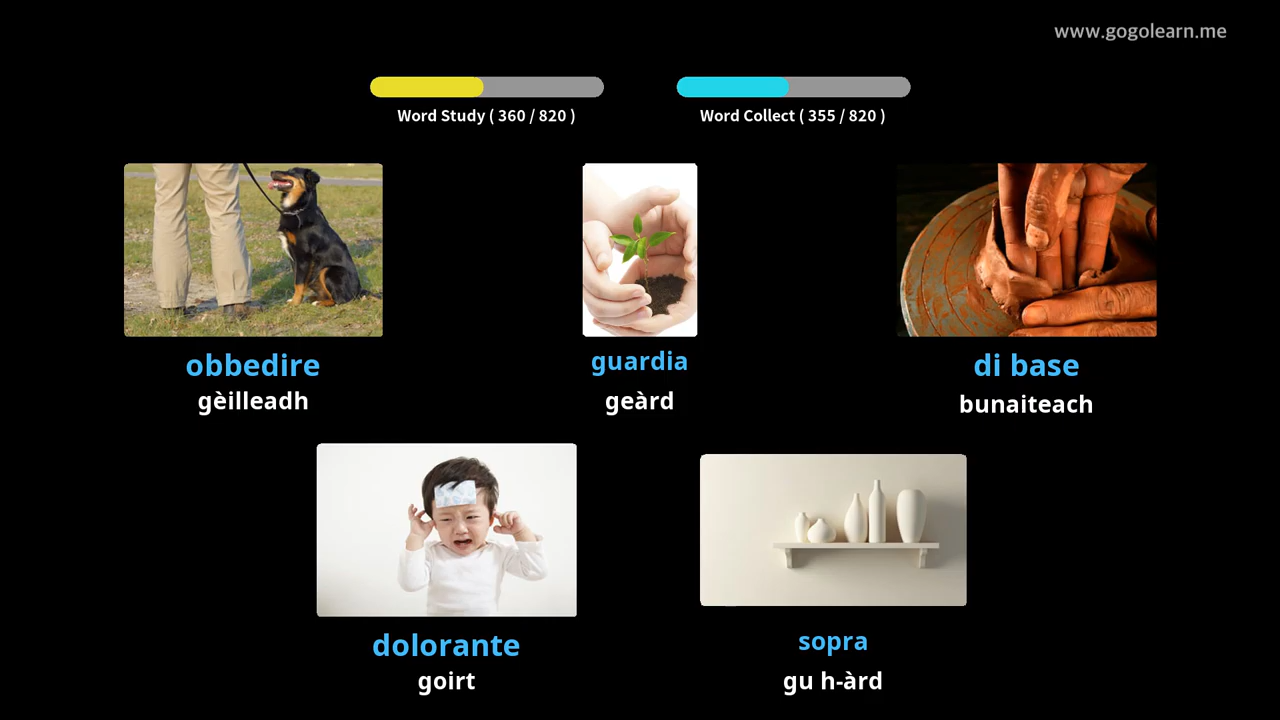 www.gogolearn.me
Word Study ( 360 / 820 )
Word Collect ( 355 / 820 )
obbedire
gèilleadh
guardia
geàrd
di base
bunaiteach
dolorante
goirt
sopra
gu h-àrd